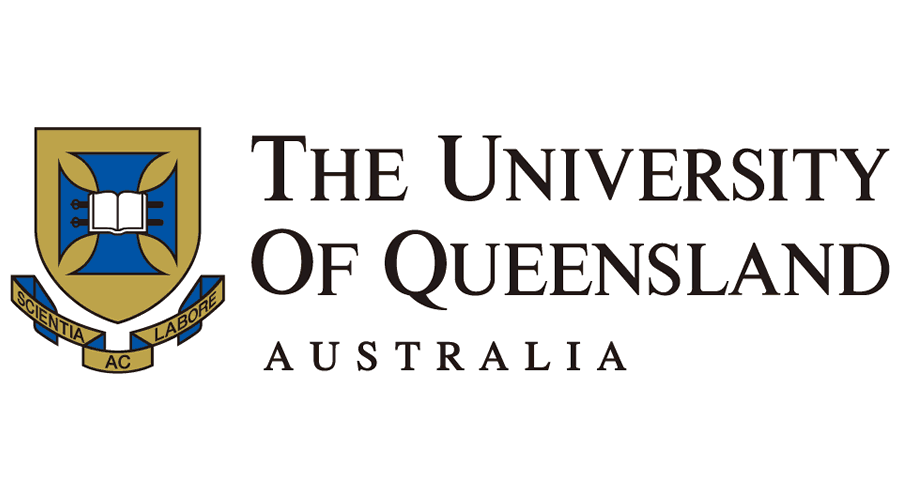 THE UNIVERSITY
OF QUEENSLAND
AUSTRALIA
SCIENTIA AC LABORE